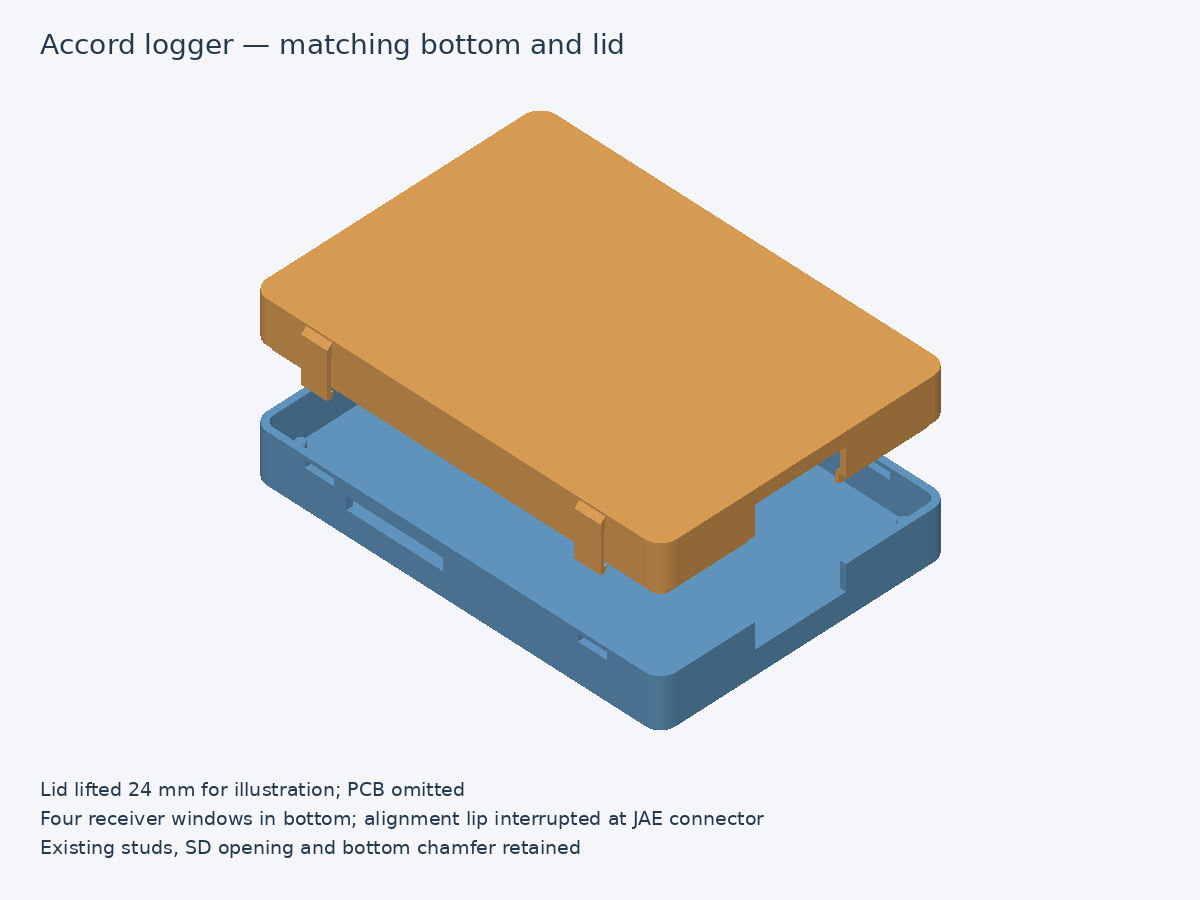 Accord logger — matching bottom and lid
Lid lifted 24 mm for illustration; PCB omitted
Four receiver windows in bottom; alignment lip interrupted at JAE connector
Existing studs, SD opening and bottom chamfer retained